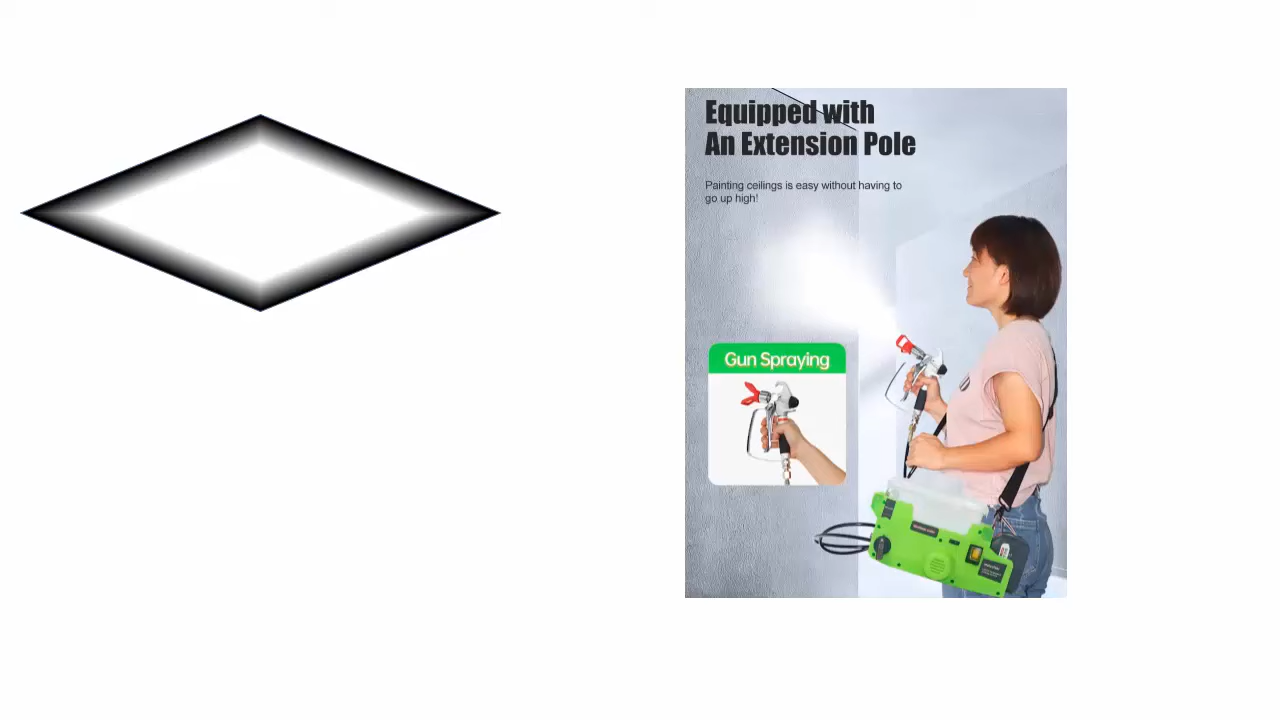 Equipped with
An Extension Pole
Painting ceilings is easy without having to
go up high!
Gun Spraying